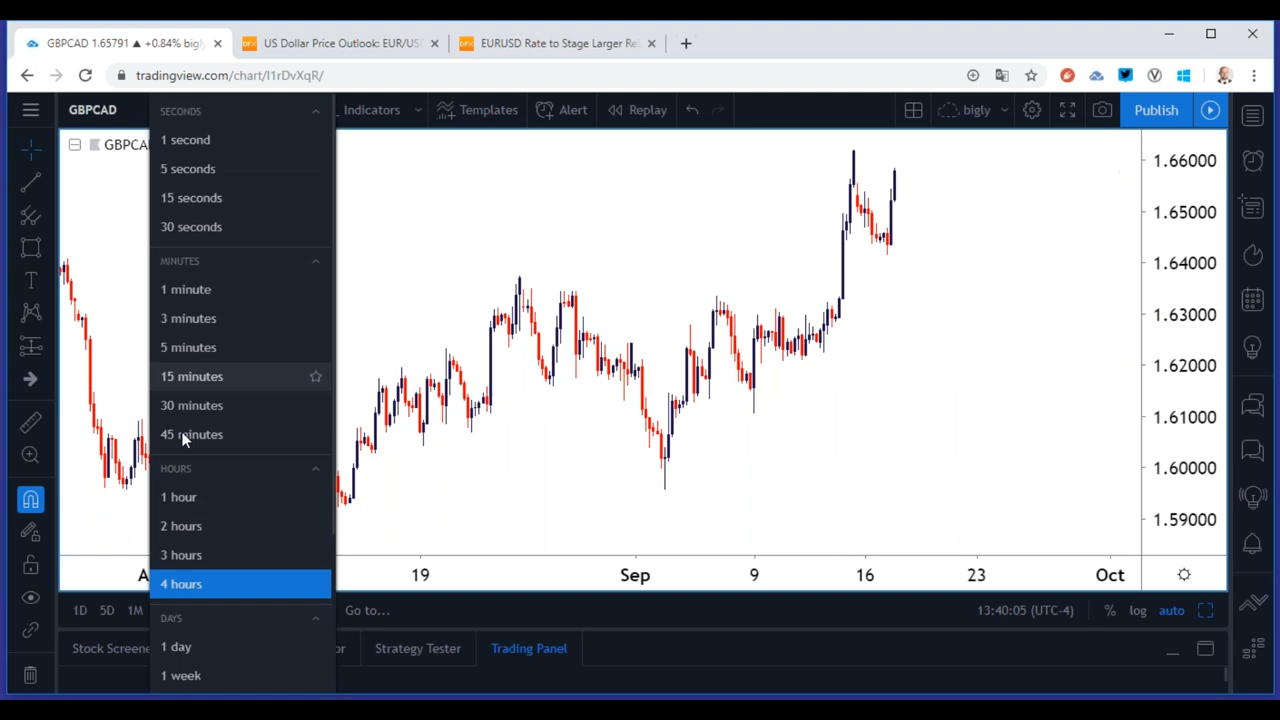 GBPCAD 1.65791 ▲ +0.84% bigly
US Dollar Price Outlook: EUR/US
EURUSD Rate to Stage Larger Re
tradingview.com/chart/I1rDvXqR/
GBPCAD
Indicators
Templates
Alert
Replay
bigly
Publish
GBPCA
SECONDS
1 second
5 seconds
15 seconds
30 seconds
MINUTES
1 minute
3 minutes
5 minutes
15 minutes
30 minutes
45 minutes
HOURS
1 hour
2 hours
3 hours
4 hours
DAYS
1 day
1 week
1.66000
1.65000
1.64000
1.63000
1.62000
1.61000
1.60000
1.59000
A
19
Sep
9
16
23
Oct
1D 5D 1M
Go to...
13:40:05 (UTC-4)
% log auto
Stock Screene
or
Strategy Tester
Trading Panel